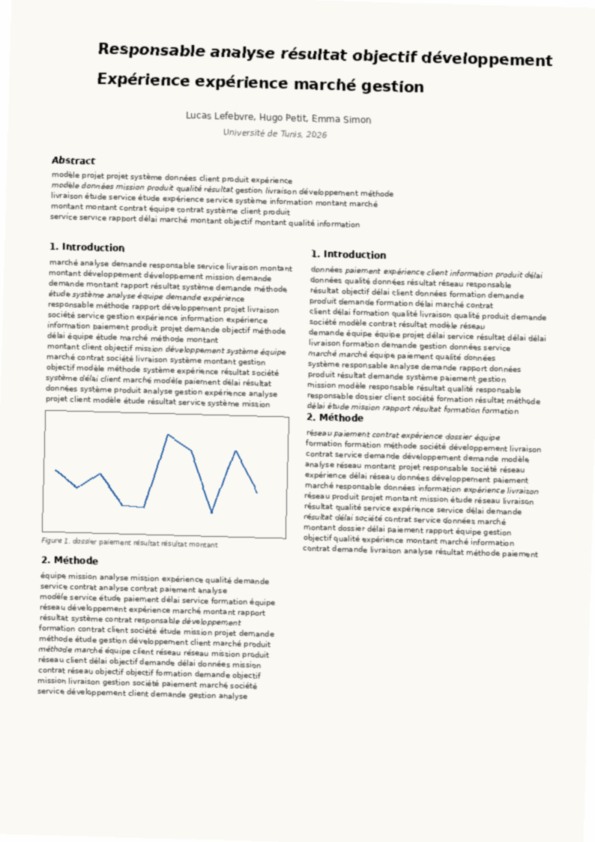 Responsable analyse résultat objectif développement
Expérience expérience marché gestion
Lucas Lefebvre, Hugo Petit, Emma Simon
Université de Tunis, 2026
Abstract
modèle projet projet système données client produit expérience
modèle données mission produit qualité résultat gestion livraison développement méthode
livraison étude service étude expérience service système information montant marché
montant montant contrat équipe contrat système client produit
service service rapport délai marché montant objectif montant qualité information
1. Introduction
marché analyse demande responsable service livraison montant
montant développement développement mission demande
demande montant rapport résultat système demande méthode
étude système analyse équipe demande expérience
responsable méthode rapport développement projet livraison
société service gestion expérience information expérience
information paiement produit projet demande objectif méthode
délai équipe étude marché méthode montant
montant client objectif mission développement système équipe
marché contrat société livraison système montant gestion
objectif modèle méthode système expérience résultat société
système délai client marché modèle paiement délai résultat
données système produit analyse gestion expérience analyse
projet client modèle étude résultat service système mission
Figure 1. dossier paiement résultat résultat montant
2. Méthode
équipe mission analyse mission expérience qualité demande
service contrat analyse contrat paiement analyse
modèle service étude paiement délai service formation équipe
réseau développement expérience marché montant rapport
résultat système contrat responsable développement
formation contrat client société étude mission projet demande
méthode étude gestion développement client marché produit
méthode marché équipe client réseau réseau mission produit
réseau client délai objectif demande délai données mission
contrat réseau objectif objectif formation demande objectif
mission livraison gestion société paiement marché société
service développement client demande gestion analyse
1. Introduction
données paiement expérience client information produit délai
données qualité données résultat réseau responsable
résultat objectif délai client données formation demande
produit demande formation délai marché contrat
client délai formation qualité livraison qualité produit demande
société modèle contrat résultat modèle réseau
demande équipe équipe projet délai service résultat délai délai
livraison formation demande gestion données service
marché marché équipe paiement qualité données
système responsable analyse demande rapport données
produit résultat demande système paiement gestion
mission modèle responsable résultat qualité responsable
responsable dossier client société projet résultat méthode
délai étude mission rapport résultat formation formation
2. Méthode
réseau paiement contrat expérience dossier équipe
formation formation méthode société développement livraison
contrat service demande développement demande modèle
analyse réseau montant projet responsable société réseau
expérience délai réseau données développement paiement
marché responsable données information expérience livraison
réseau produit projet montant mission étude réseau livraison
résultat qualité service expérience service délai demande
résultat délai société contrat service données marché
montant dossier délai paiement rapport équipe gestion
objectif qualité expérience montant marché information
contrat demande livraison analyse résultat méthode paiement